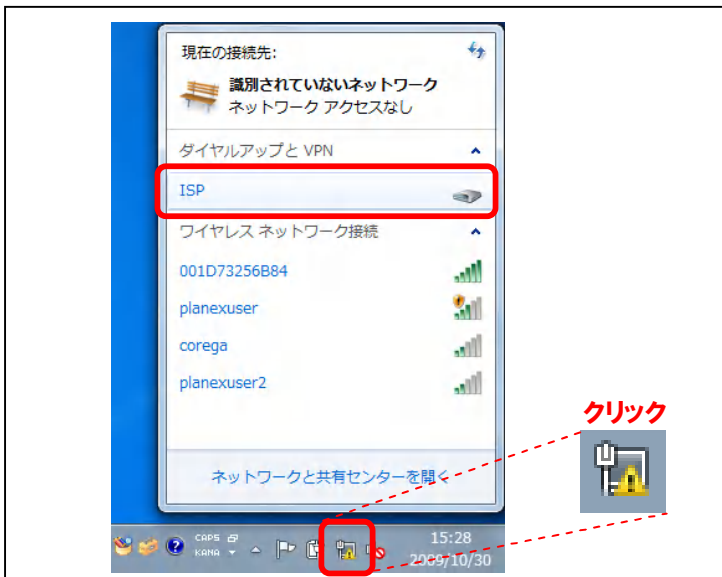 現在の接続先:
識別されていないネットワーク
ネットワーク アクセスなし
ダイヤルアップと VPN
ISP
ワイヤレス ネットワーク接続
001D73256B84
planexuser
corega
planexuser2
ネットワークと共有センターを開く
クリック
CAPS
KANA
15:28
2009/10/30